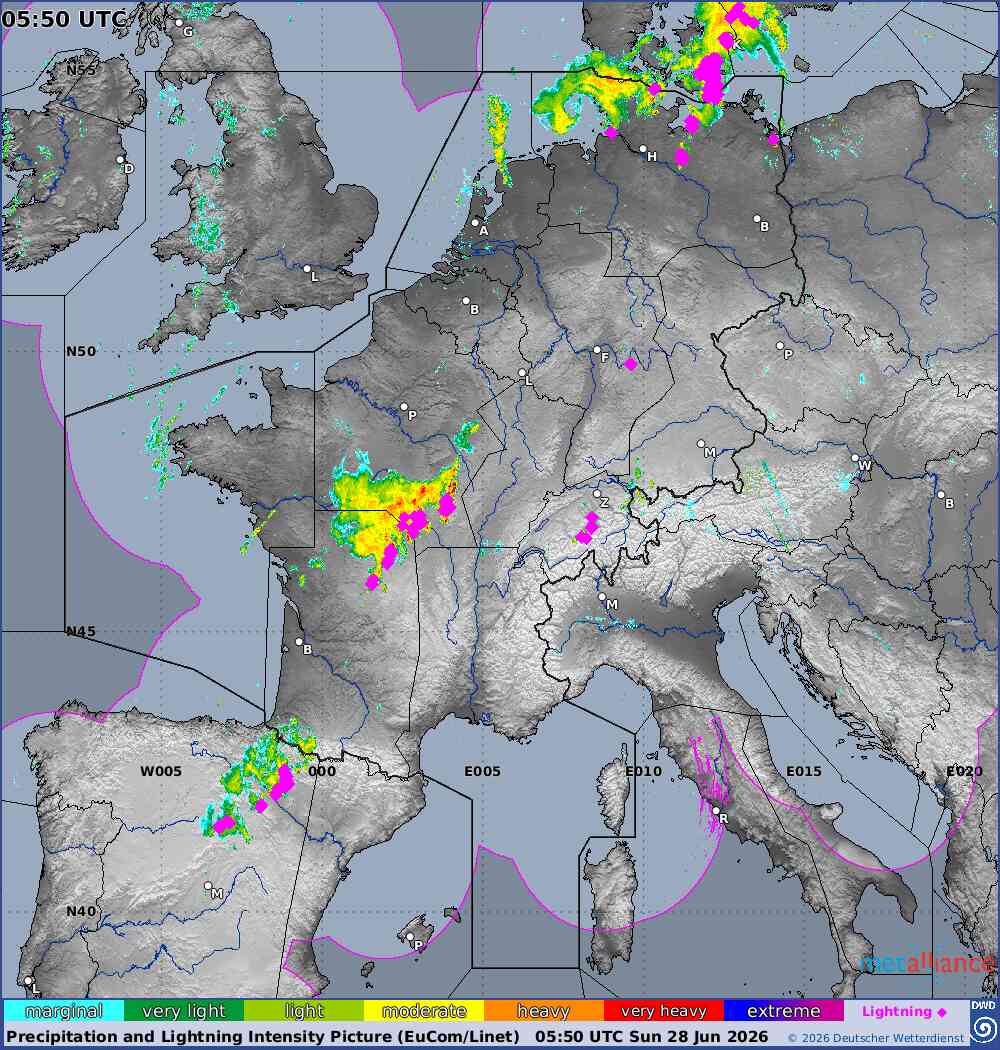 05:50 UTC
G
K
N55
H
D
A
B
L
B
N50
F
P
L
P
M
W
Z
B
M
N45
B
W005
000
E005
E010
E015
E020
R
M
N40
P
L
metalliance
marginal very light light moderate heavy very heavy extreme Lightning
DWD
Precipitation and Lightning Intensity Picture (EuCom/Linet) 05:50 UTC Sun 28 Jun 2026 © 2026 Deutscher Wetterdienst